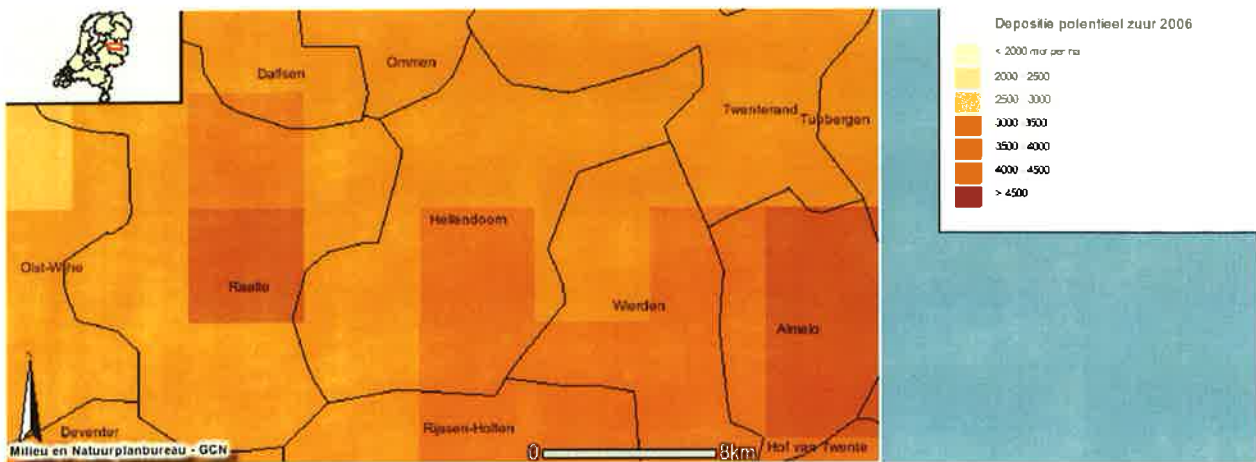 Depositie potentieel zuur 2006
< 2000 mol per ha
2000 - 2500
2500 - 3000
3000 - 3500
3500 - 4000
4000 - 4500
> 4500
Dalfsen
Ommen
Twenterand
Tubbergen
Hellendoorn
Olst-Wijhe
Raalte
Wierden
Almelo
Deventer
Rijssen-Holten
Hof van Twente
Milieu en Natuurplanbureau - GCN
0
8km